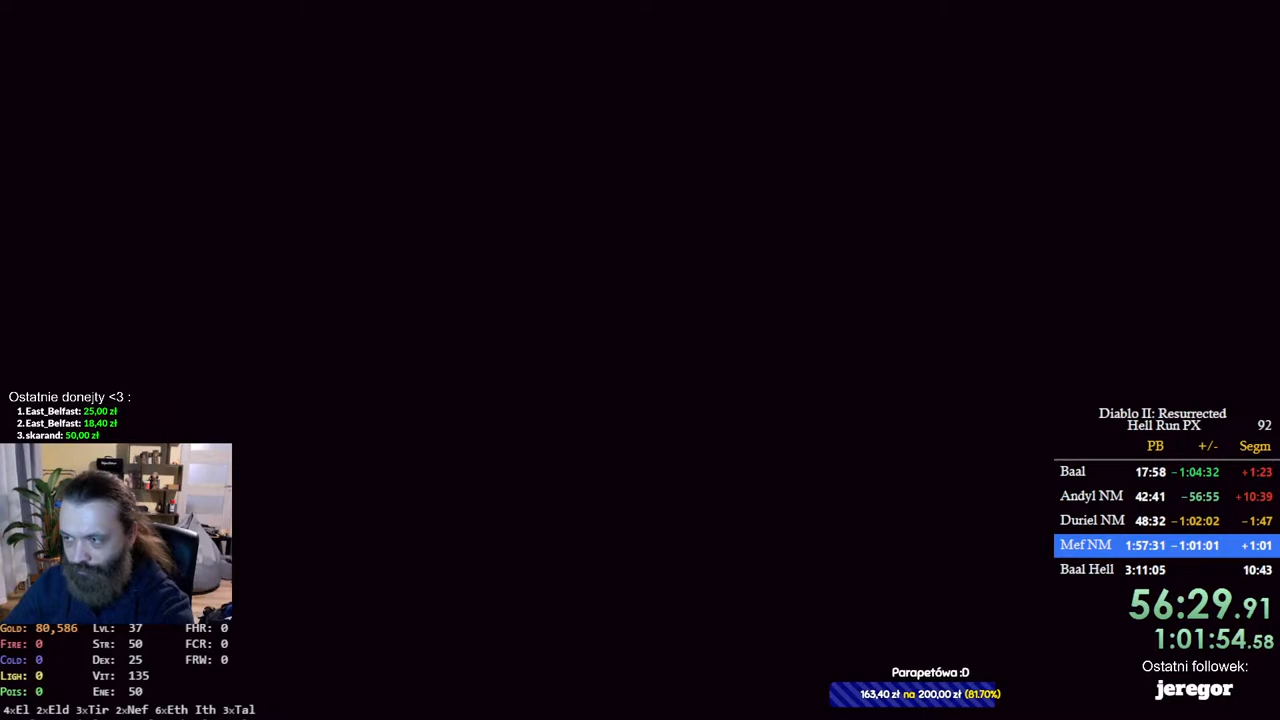 Ostatnie donejty <3 :
1. East_Belfast: 25,00 zł
2. East_Belfast: 18,40 zł
3. skarand: 50,00 zł
Gold: 80,586 Lvl: 37 FHR: 0
Fire: 0 Str: 50 FCR: 0
Cold: 0 Dex: 25 FRW: 0
Ligh: 0 Vit: 135
Pois: 0 Ene: 50
4xEl 2xEld 3xTir 2xNef 6xEth Ith 3xTal
Parapetówa :D
163,40 zł na 200,00 zł (81.70%)
Diablo II: Resurrected
Hell Run PX 92
PB +/- Segm
Baal 17:58 −1:04:32 +1:23
Andyl NM 42:41 −56:55 +10:39
Duriel NM 48:32 −1:02:02 −1:47
Mef NM 1:57:31 −1:01:01 +1:01
Baal Hell 3:11:05 10:43
56:29.91
1:01:54.58
Ostatni followek:
jeregor